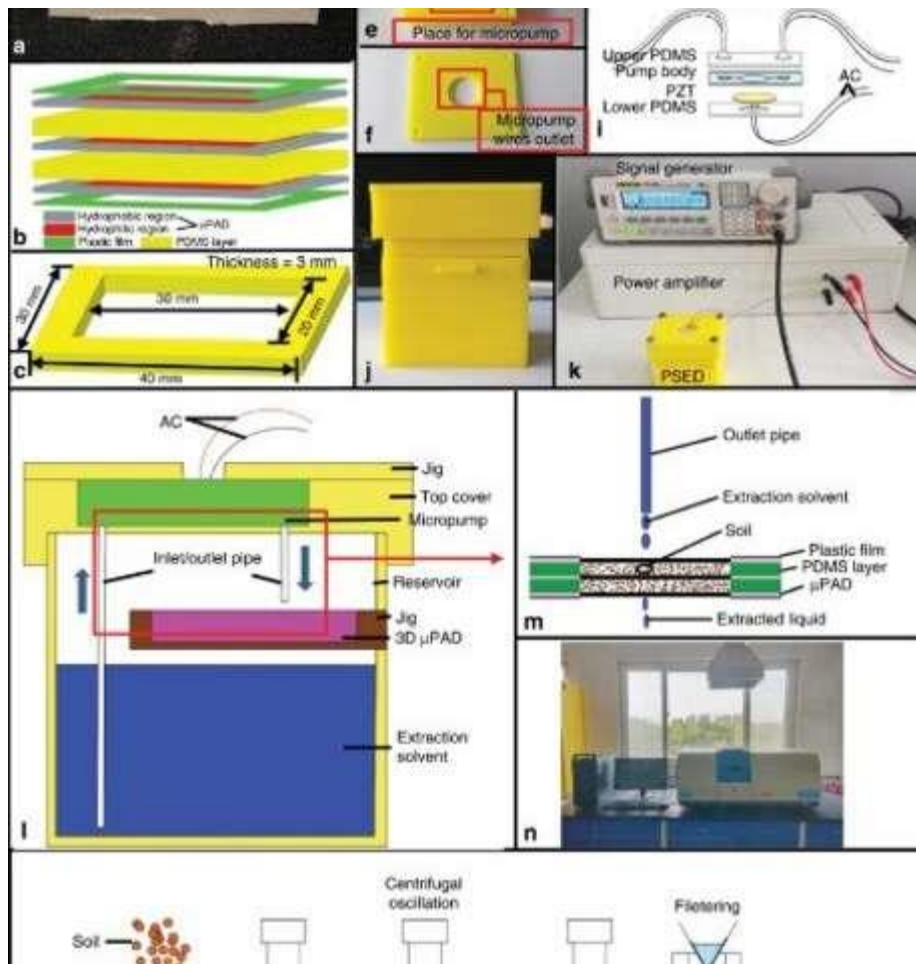 a
b
Hydrophobic region
Hydrophilic region
μPAD
Plastic film
PDMS layer
c
Thickness = 3 mm
30 mm
30 mm
20 mm
40 mm
e
Place for micropump
f
Micropump
wires outlet
Upper PDMS
Pump body
PZT
Lower PDMS
AC
i
j
Signal generator
Power amplifier
PSED
k
AC
Jig
Top cover
Micropump
Inlet/outlet pipe
Reservoir
Jig
3D μPAD
Extraction
solvent
l
Outlet pipe
Extraction solvent
Soil
Plastic film
PDMS layer
μPAD
Extracted liquid
m
n
Soil
Centrifugal
oscillation
Filetering